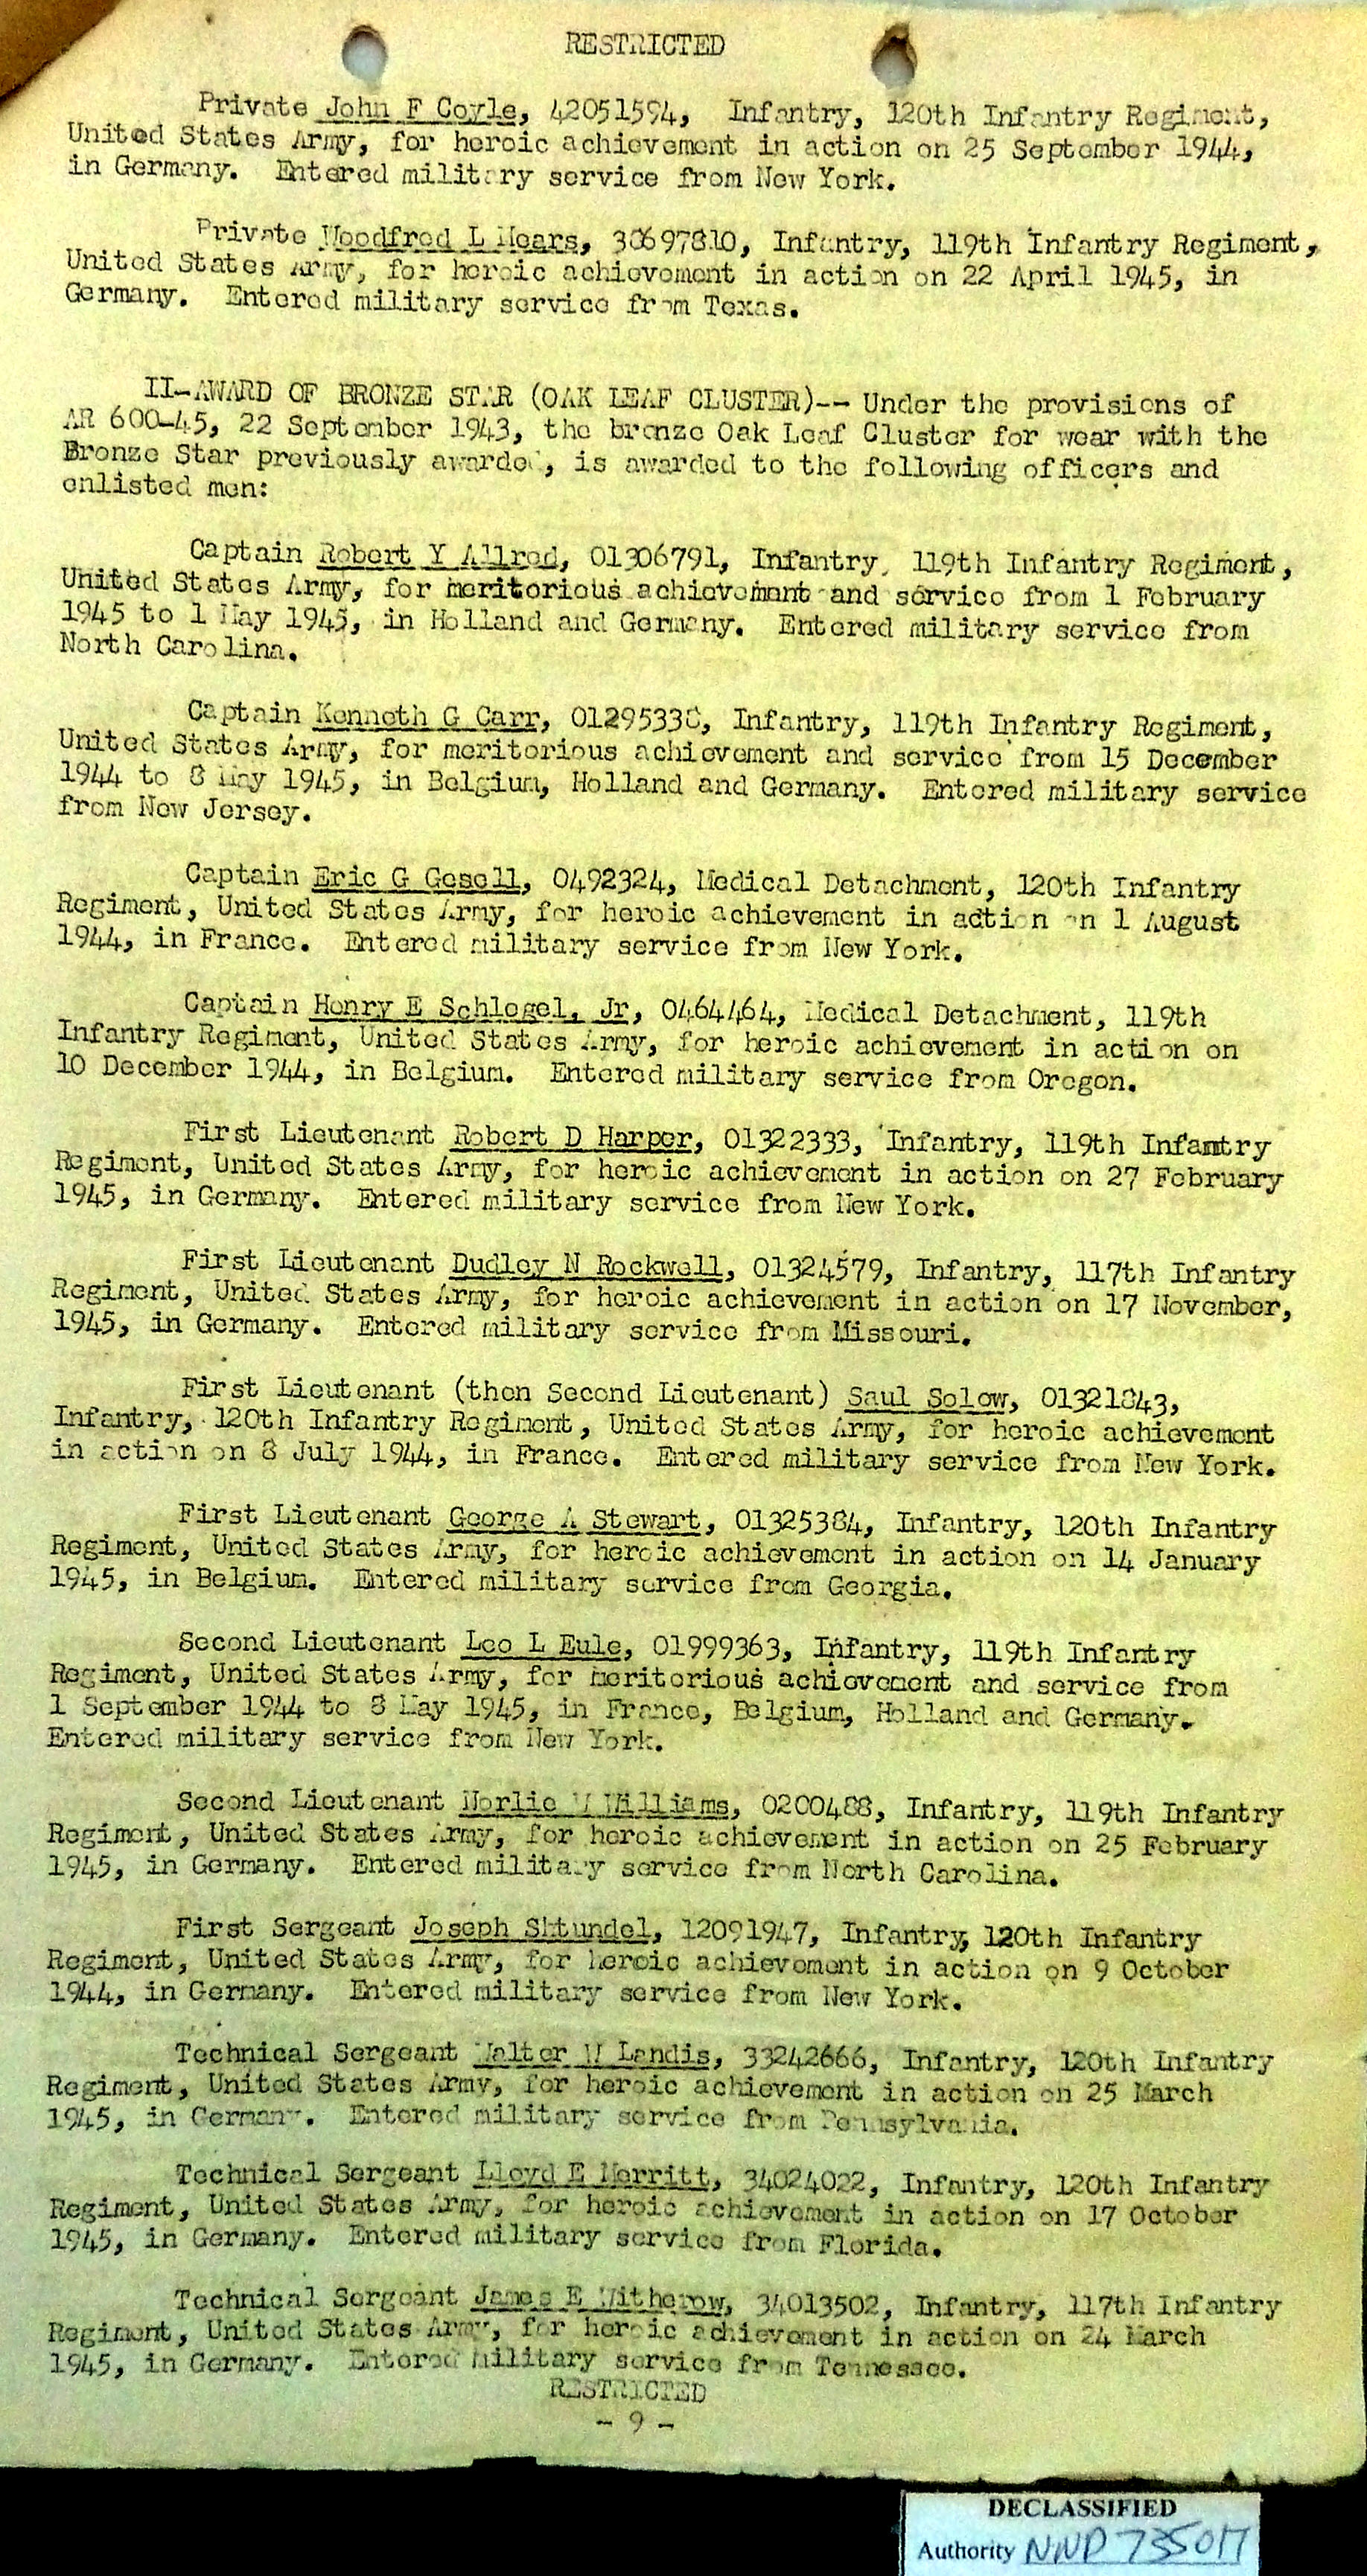 RESTRICTED
Private John F Coyle, 42051594, Infantry, 120th Infantry Regiment,
United States Army, for heroic achievement in action on 25 September 1944,
in Germany. Entered military service from New York.
Private Woodfred L Mears, 38697810, Infantry, 119th Infantry Regiment,
United States Army, for heroic achievement in action on 22 April 1945, in
Germany. Entered military service from Texas.
II-AWARD OF BRONZE STAR (OAK LEAF CLUSTER)-- Under the provisions of
AR 600-45, 22 September 1943, the bronze Oak Leaf Cluster for wear with the
Bronze Star previously awarded, is awarded to the following officers and
enlisted men:
Captain Robert Y Allred, 01306791, Infantry, 119th Infantry Regiment,
United States Army, for meritorious achievement and service from 1 February
1945 to 1 May 1945, in Holland and Germany. Entered military service from
North Carolina.
Captain Kenneth G Carr, 01295338, Infantry, 119th Infantry Regiment,
United States Army, for meritorious achievement and service from 15 December
1944 to 8 May 1945, in Belgium, Holland and Germany. Entered military service
from New Jersey.
Captain Eric G Gesell, 0492324, Medical Detachment, 120th Infantry
Regiment, United States Army, for heroic achievement in adtion on 1 August
1944, in France. Entered military service from New York.
Captain Henry E Schlegel, Jr, 0464464, Medical Detachment, 119th
Infantry Regiment, United States Army, for heroic achievement in action on
10 December 1944, in Belgium. Entered military service from Oregon.
First Lieutenant Robert D Harper, 01322333, Infantry, 119th Infantry
Regiment, United States Army, for heroic achievement in action on 27 February
1945, in Germany. Entered military service from New York.
First Lieutenant Dudley N Rockwell, 01324579, Infantry, 117th Infantry
Regiment, United States Army, for heroic achievement in action on 17 November,
1945, in Germany. Entered military service from Missouri.
First Lieutenant (then Second Lieutenant) Saul Solow, 01321843,
Infantry, 120th Infantry Regiment, United States Army, for heroic achievement
in action on 8 July 1944, in France. Entered military service from New York.
First Lieutenant George A Stewart, 01325384, Infantry, 120th Infantry
Regiment, United States Army, for heroic achievement in action on 14 January
1945, in Belgium. Entered military service from Georgia.
Second Lieutenant Leo L Eule, 01999363, Infantry, 119th Infantry
Regiment, United States Army, for meritorious achievement and service from
1 September 1944 to 8 May 1945, in France, Belgium, Holland and Germany.
Entered military service from New York.
Second Lieutenant Norlie W Williams, 0200488, Infantry, 119th Infantry
Regiment, United States Army, for heroic achievement in action on 25 February
1945, in Germany. Entered military service from North Carolina.
First Sergeant Joseph Shtundel, 12091947, Infantry, 120th Infantry
Regiment, United States Army, for heroic achievement in action on 9 October
1944, in Germany. Entered military service from New York.
Technical Sergeant Walter W Landis, 33242666, Infantry, 120th Infantry
Regiment, United States Army, for heroic achievement in action on 25 March
1945, in Germany. Entered military service from Pennsylvania.
Technical Sergeant Lloyd E Merritt, 34024022, Infantry, 120th Infantry
Regiment, United States Army, for heroic achievement in action on 17 October
1945, in Germany. Entered military service from Florida.
Technical Sergeant James E Witherow, 34013502, Infantry, 117th Infantry
Regiment, United States Army, for heroic achievement in action on 24 March
1945, in Germany. Entered military service from Tennessee.
RESTRICTED
- 9 -
DECLASSIFIED
Authority NND 735017